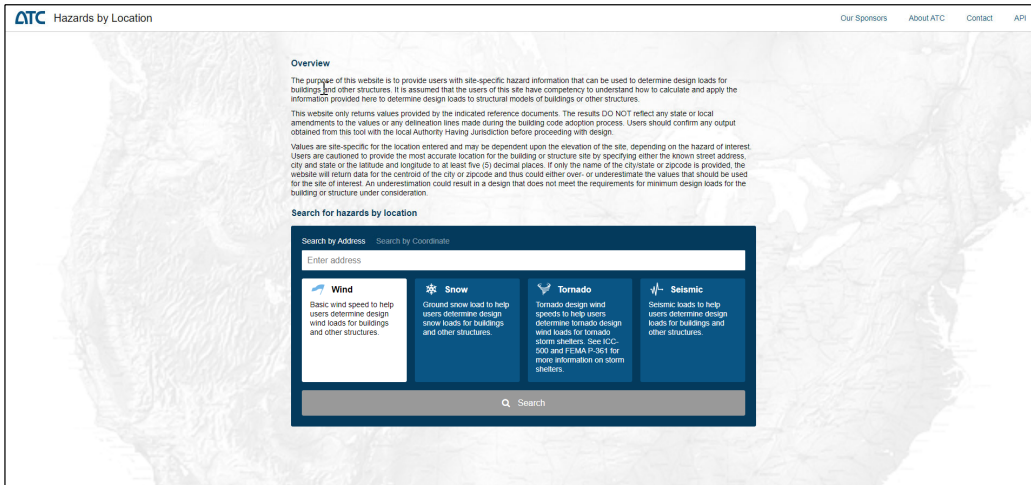 ATC Hazards by Location
Our Sponsors About ATC Contact API
Overview
The purpose of this website is to provide users with site-specific hazard information that can be used to determine design loads for
buildings and other structures. It is assumed that the users of this site have competency to understand how to calculate and apply the
information provided here to determine design loads to structural models of buildings or other structures.
This website only returns values provided by the indicated reference documents. The results DO NOT reflect any state or local
amendments to the values or any delineation lines made during the building code adoption process. Users should confirm any output
obtained from this tool with the local Authority Having Jurisdiction before proceeding with design.
Values are site-specific for the location entered and may be dependent upon the elevation of the site, depending on the hazard of interest.
Users are cautioned to provide the most accurate location for the building or structure site by specifying either the known street address,
city and state or the latitude and longitude to at least five (5) decimal places. If only the name of the city/state or zipcode is provided, the
website will return data for the centroid of the city or zipcode and thus could either over- or underestimate the values that should be used
for the site of interest. An underestimation could result in a design that does not meet the requirements for minimum design loads for the
building or structure under consideration.
Search for hazards by location
Search by Address Search by Coordinate
Enter address
Wind
Basic wind speed to help
users determine design
wind loads for buildings
and other structures.
Snow
Ground snow load to help
users determine design
snow loads for buildings
and other structures.
Tornado
Tornado design wind
speeds to help users
determine tornado design
wind loads for tornado
storm shelters. See ICC-
500 and FEMA P-361 for
more information on storm
shelters.
Seismic
Seismic loads to help
users determine design
loads for buildings and
other structures.
Search